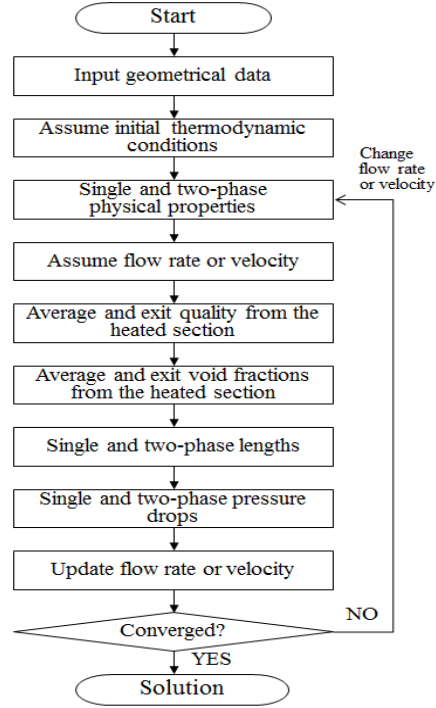 Start
Input geometrical data
Assume initial thermodynamic
conditions
Change
flow rate
or velocity
Single and two-phase
physical properties
Assume flow rate or velocity
Average and exit quality from the
heated section
Average and exit void fractions
from the heated section
Single and two-phase lengths
Single and two-phase pressure
drops
Update flow rate or velocity
NO
Converged?
YES
Solution